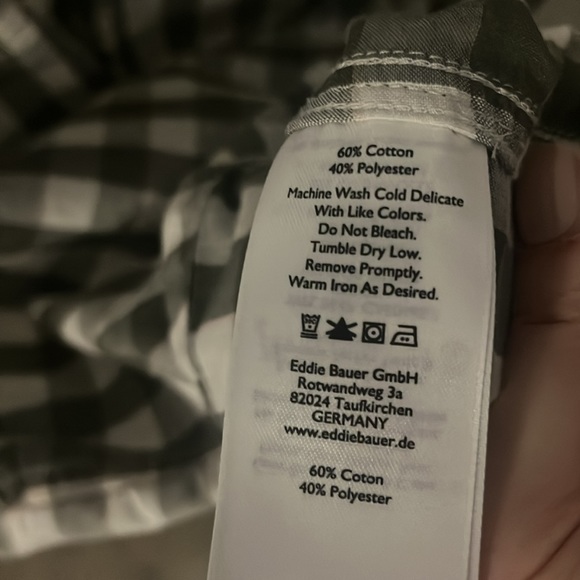 60% Cotton
40% Polyester
Machine Wash Cold Delicate
With Like Colors.
Do Not Bleach.
Tumble Dry Low.
Remove Promptly.
Warm Iron As Desired.
Eddie Bauer GmbH
Rotwandweg 3a
82024 Taufkirchen
GERMANY
www.eddiebauer.de
60% Coton
40% Polyester